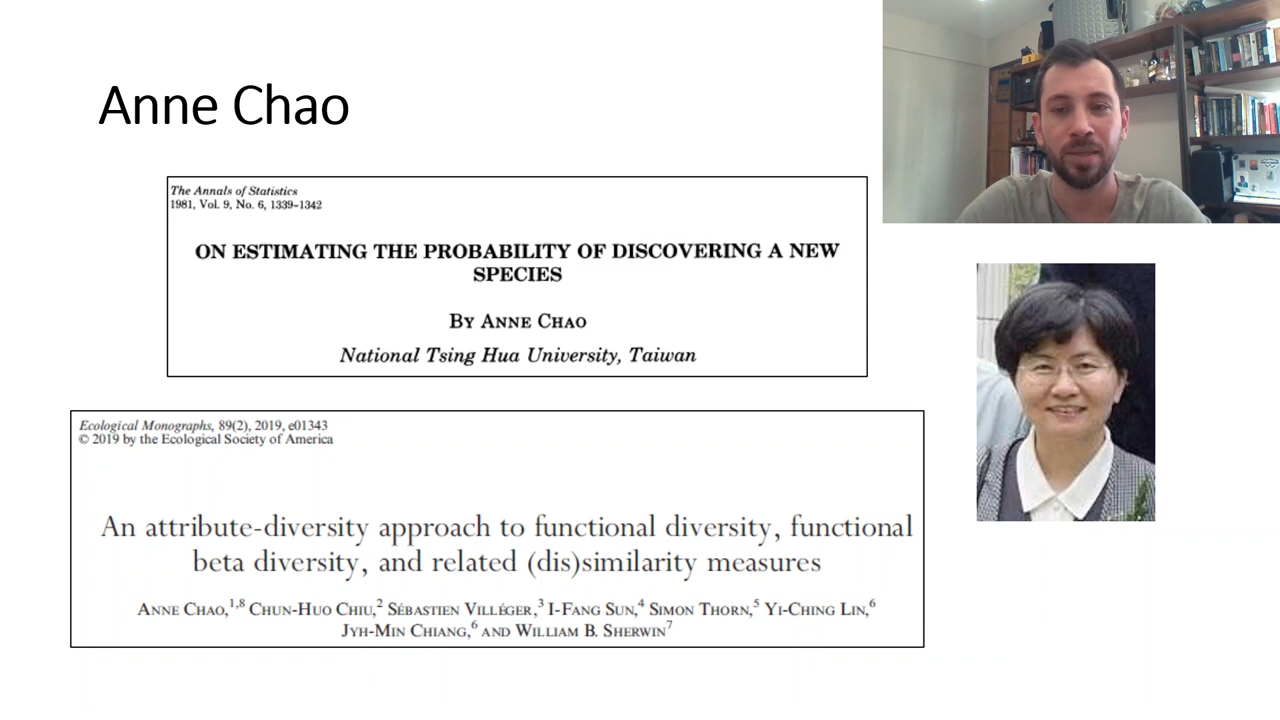 Anne Chao
The Annals of Statistics
1981, Vol. 9, No. 6, 1339–1342
ON ESTIMATING THE PROBABILITY OF DISCOVERING A NEW
SPECIES
BY ANNE CHAO
National Tsing Hua University, Taiwan
Ecological Monographs, 89(2), 2019, e01343
© 2019 by the Ecological Society of America
An attribute-diversity approach to functional diversity, functional
beta diversity, and related (dis)similarity measures
ANNE CHAO,1,8 CHUN-HUO CHIU,2 SÉBASTIEN VILLÉGER,3 I-FANG SUN,4 SIMON THORN,5 YI-CHING LIN,6
JYH-MIN CHIANG,6 AND WILLIAM B. SHERWIN7